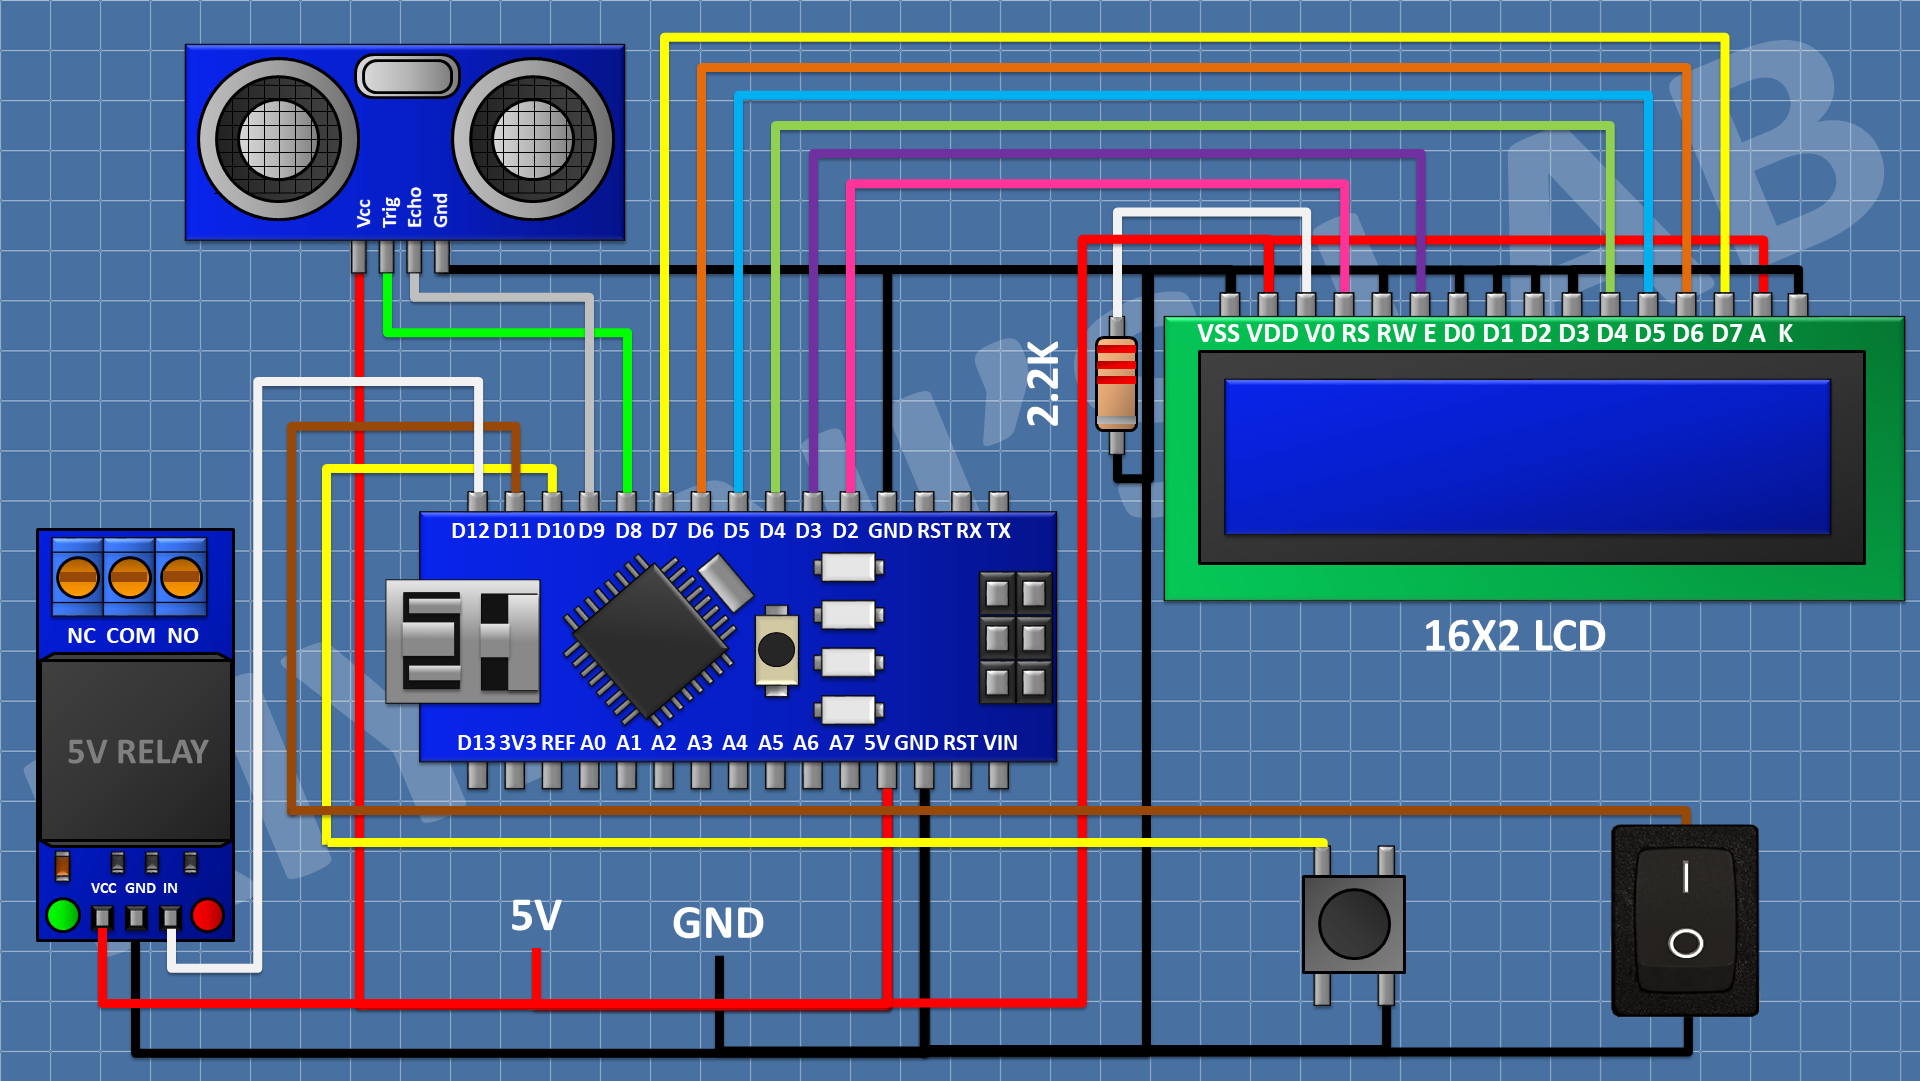 Vcc
Trig
Echo
Gnd
VSS VDD V0 RS RW E D0 D1 D2 D3 D4 D5 D6 D7 A K
2.2K
D12 D11 D10 D9 D8 D7 D6 D5 D4 D3 D2 GND RST RX TX
NC COM NO
16X2 LCD
5V RELAY
D13 3V3 REF A0 A1 A2 A3 A4 A5 A6 A7 5V GND RST VIN
VCC GND IN
5V
GND